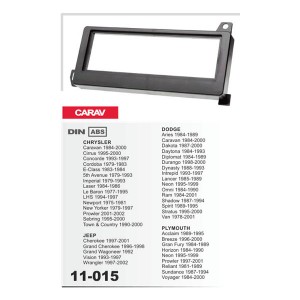 CARAV
DIN ABS
CHRYSLER
Caravan 1984-2000
Cirrus 1995-2000
Concorde 1993-1997
Cordoba 1979-1983
E-Class 1983-1984
5th Avenue 1979-1993
Imperial 1979-1993
Laser 1984-1986
Le Baron 1977-1995
LHS 1994-1997
Newport 1979-1981
New Yorker 1979-1997
Prowler 2001-2002
Sebring 1995-2000
Town & Country 1990-2000
JEEP
Cherokee 1997-2001
Grand Cherokee 1996-1998
Grand Wagoneer 1992
Vision 1993-1997
Wrangler 1997-2002
11-015
DODGE
Aries 1984-1989
Caravan 1984-2000
Dakota 1987-2000
Daytona 1984-1993
Diplomat 1984-1989
Durango 1998-2000
Dynasty 1988-1993
Intrepid 1993-1997
Lancer 1985-1989
Neon 1995-1999
Omni 1984-1990
Ram 1984-2001
Shadow 1987-1994
Spirit 1989-1995
Stratus 1995-2000
Van 1978-2001
PLYMOUTH
Acclaim 1989-1995
Breeze 1996-2000
Gran Fury 1984-1989
Horizon 1984-1990
Neon 1995-1999
Prowler 1997-2001
Reliant 1981-1989
Sundance 1987-1994
Voyager 1984-2000